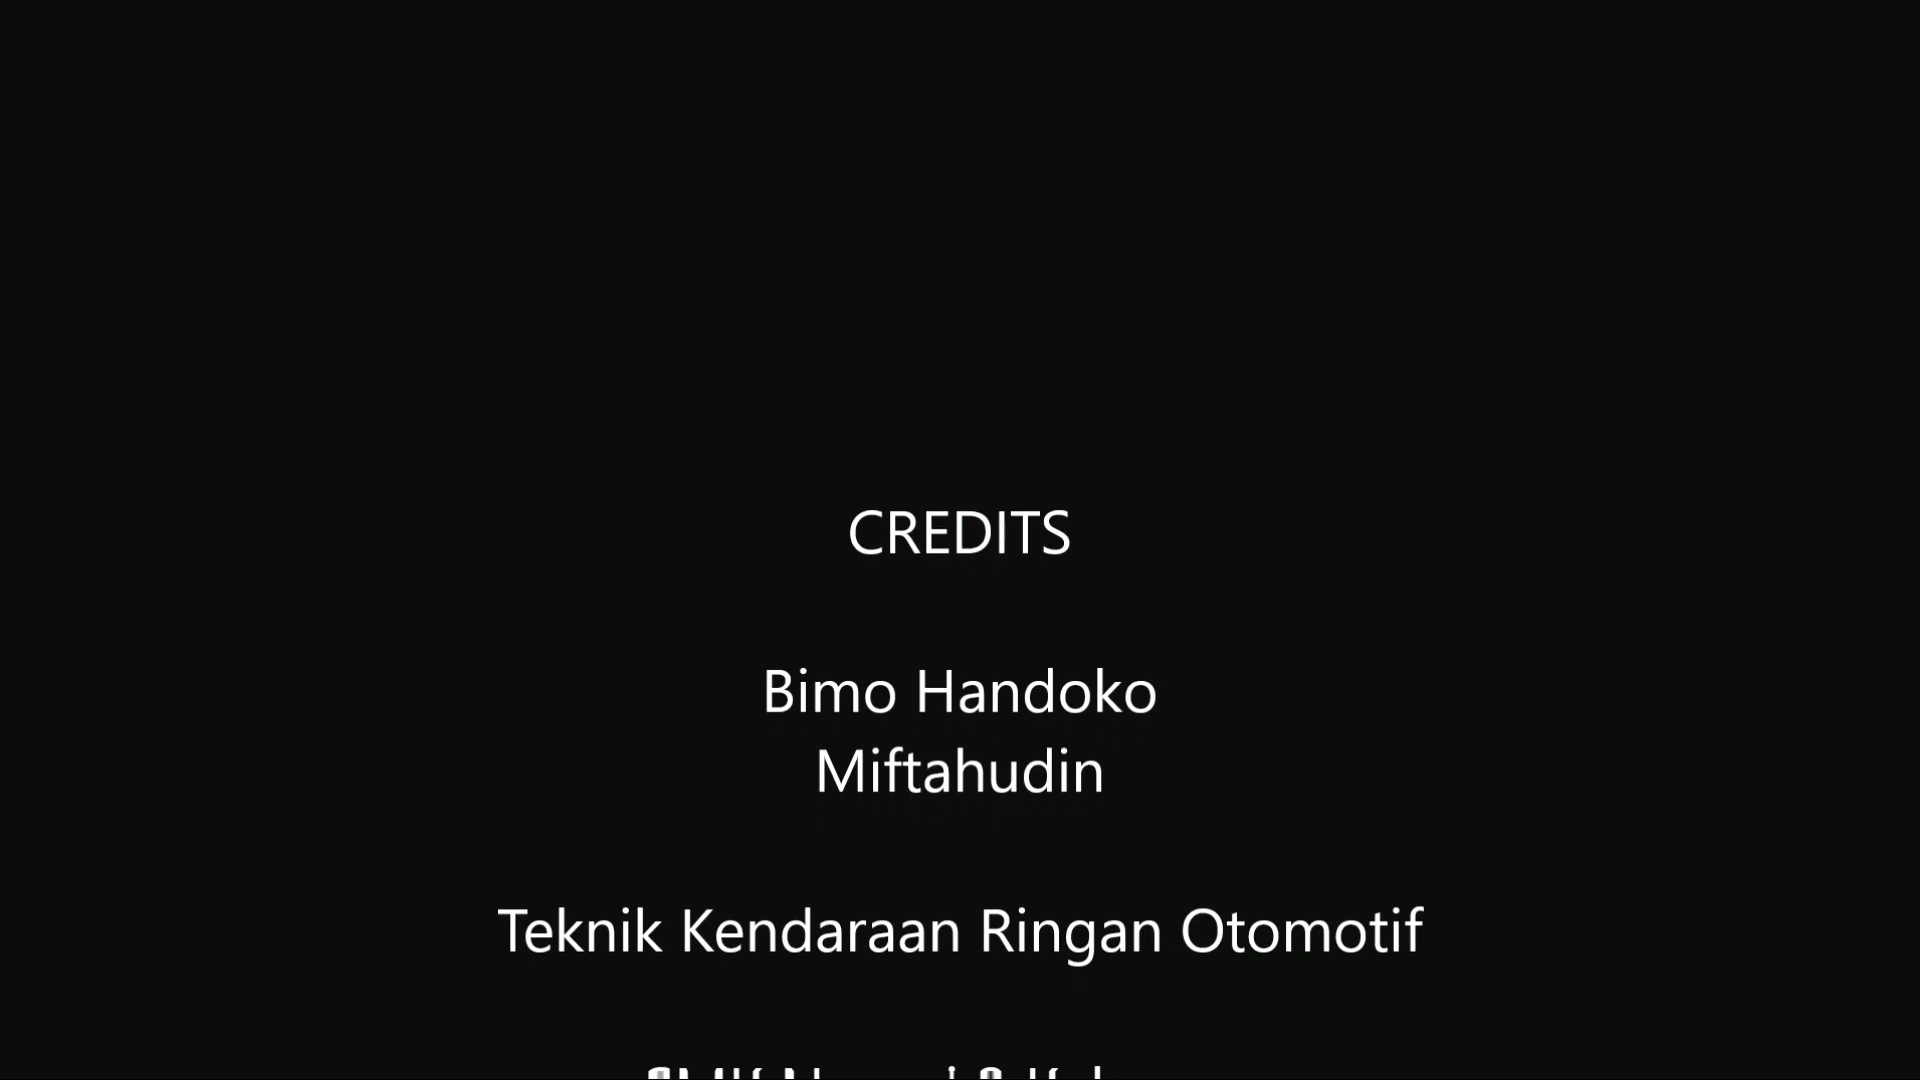 CREDITS
Bimo Handoko
Miftahudin
Teknik Kendaraan Ringan Otomotif